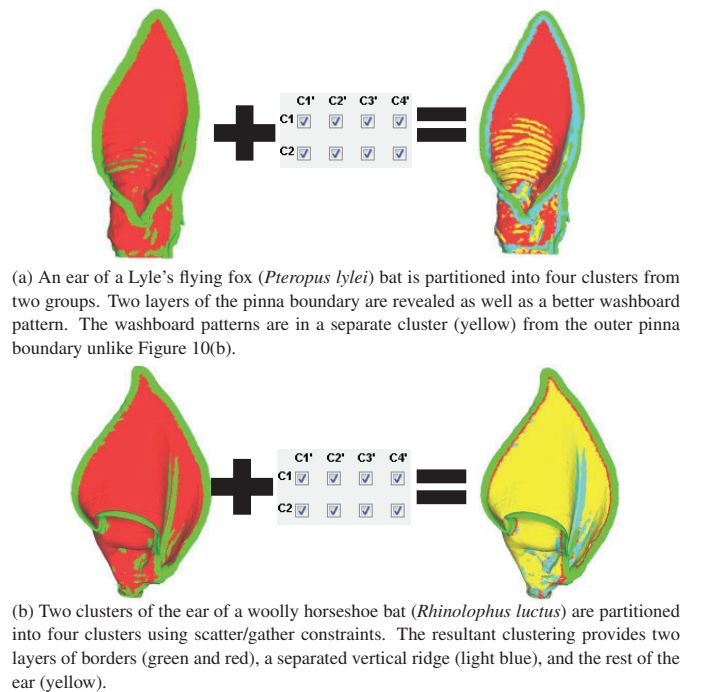 C1' C2' C3' C4'
C1
C2
(a) An ear of a Lyle's flying fox (Pteropus lylei) bat is partitioned into four clusters from
two groups. Two layers of the pinna boundary are revealed as well as a better washboard
pattern. The washboard patterns are in a separate cluster (yellow) from the outer pinna
boundary unlike Figure 10(b).
C1' C2' C3' C4'
C1
C2
(b) Two clusters of the ear of a woolly horseshoe bat (Rhinolophus luctus) are partitioned
into four clusters using scatter/gather constraints. The resultant clustering provides two
layers of borders (green and red), a separated vertical ridge (light blue), and the rest of the
ear (yellow).